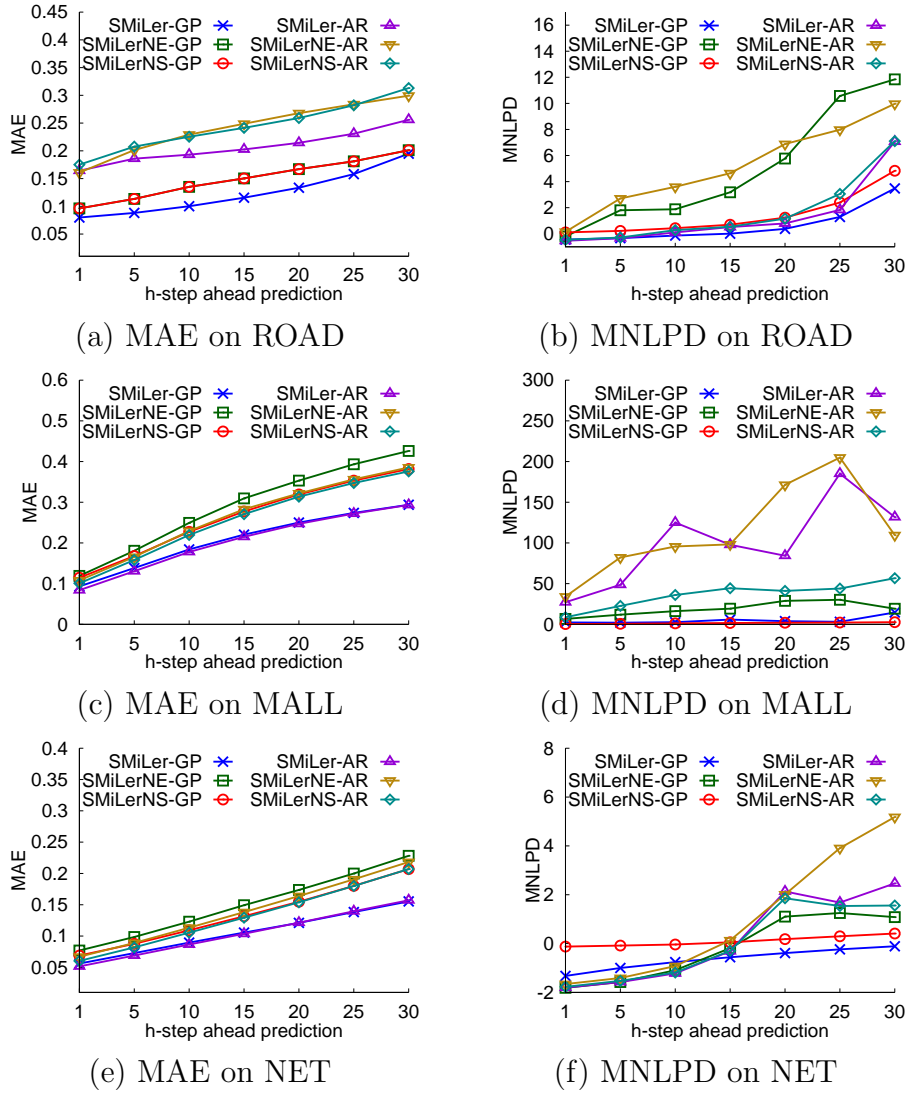 SMiLer-GP
SMiLerNE-GP
SMiLerNS-GP
SMiLer-AR
SMiLerNE-AR
SMiLerNS-AR
MAE
0.45
0.4
0.35
0.3
0.25
0.2
0.15
0.1
0.05
1 5 10 15 20 25 30
h-step ahead prediction
(a) MAE on ROAD
SMiLer-GP
SMiLerNE-GP
SMiLerNS-GP
SMiLer-AR
SMiLerNE-AR
SMiLerNS-AR
MNLPD
16
14
12
10
8
6
4
2
0
1 5 10 15 20 25 30
h-step ahead prediction
(b) MNLPD on ROAD
SMiLer-GP
SMiLerNE-GP
SMiLerNS-GP
SMiLer-AR
SMiLerNE-AR
SMiLerNS-AR
MAE
0.6
0.5
0.4
0.3
0.2
0.1
0
1 5 10 15 20 25 30
h-step ahead prediction
(c) MAE on MALL
SMiLer-GP
SMiLerNE-GP
SMiLerNS-GP
SMiLer-AR
SMiLerNE-AR
SMiLerNS-AR
MNLPD
300
250
200
150
100
50
0
1 5 10 15 20 25 30
h-step ahead prediction
(d) MNLPD on MALL
SMiLer-GP
SMiLerNE-GP
SMiLerNS-GP
SMiLer-AR
SMiLerNE-AR
SMiLerNS-AR
MAE
0.4
0.35
0.3
0.25
0.2
0.15
0.1
0.05
1 5 10 15 20 25 30
h-step ahead prediction
(e) MAE on NET
SMiLer-GP
SMiLerNE-GP
SMiLerNS-GP
SMiLer-AR
SMiLerNE-AR
SMiLerNS-AR
MNLPD
8
6
4
2
0
-2
1 5 10 15 20 25 30
h-step ahead prediction
(f) MNLPD on NET